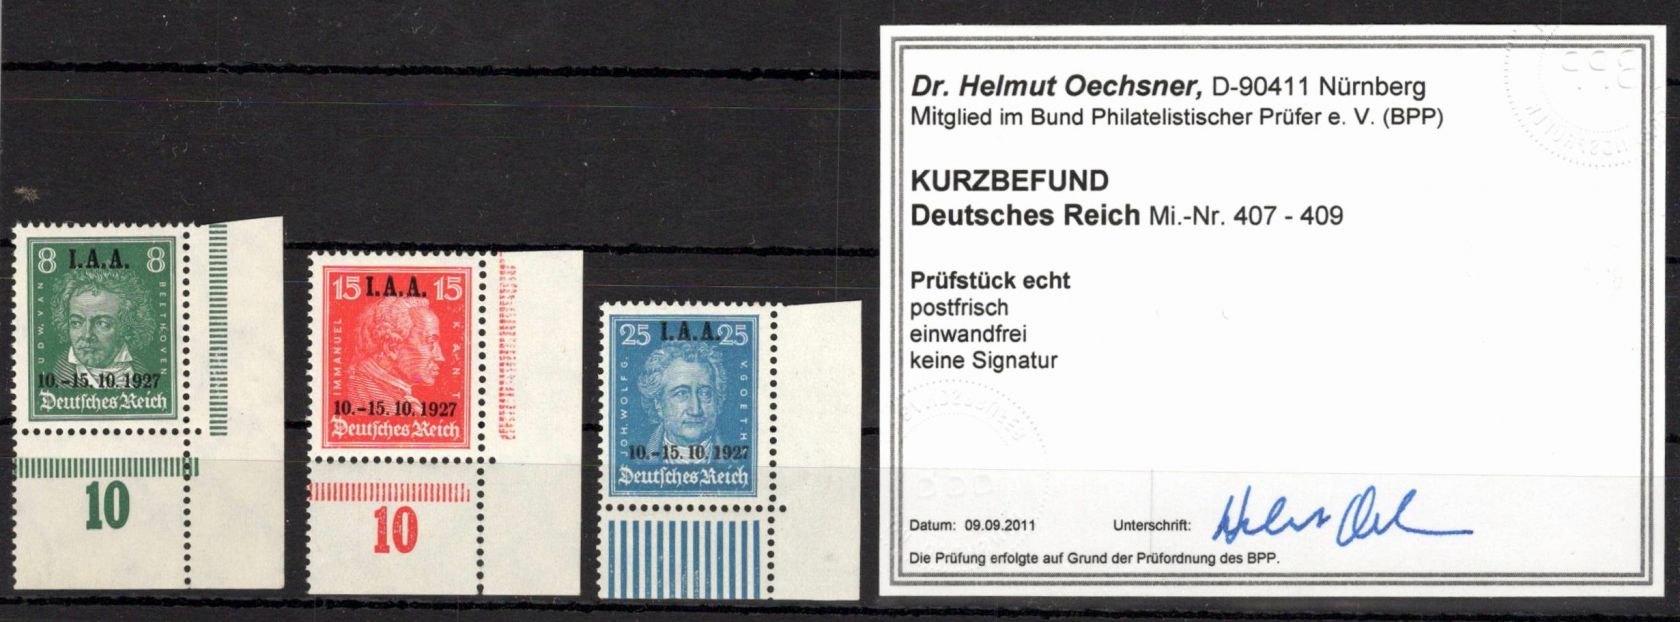 8 I.A.A. 8
LUDW. VAN
BEETHOVEN
10.-15. 10. 1927
Deutsches Reich
10
15 I.A.A. 15
IMMANUEL
KANT
10.-15. 10. 1927
Deutsches Reich
10
25 I.A.A. 25
JOH. WOLFG.
V. GOETHE
10.-15. 10. 1927
Deutsches Reich
Dr. Helmut Oechsner, D-90411 Nürnberg
Mitglied im Bund Philatelistischer Prüfer e. V. (BPP)
KURZBEFUND
Deutsches Reich Mi.-Nr. 407 - 409
Prüfstück echt
postfrisch
einwandfrei
keine Signatur
Datum: 09.09.2011 Unterschrift:
Die Prüfung erfolgte auf Grund der Prüfordnung des BPP.